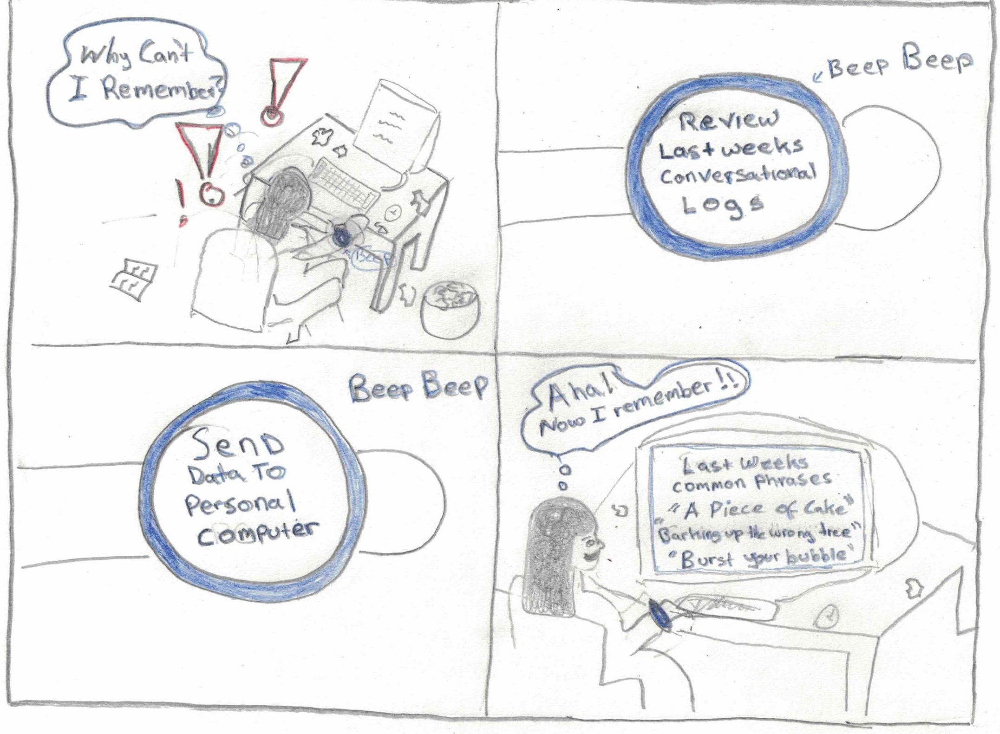 Why Can't
I Remember?
Beep
Beep Beep
Review
Last weeks
Conversational
Logs
Beep Beep
Send
Data To
Personal
Computer
Aha!
Now I remember!!
Last Weeks
common Phrases
"A Piece of Cake"
"Barking up the wrong tree"
"Burst your bubble"